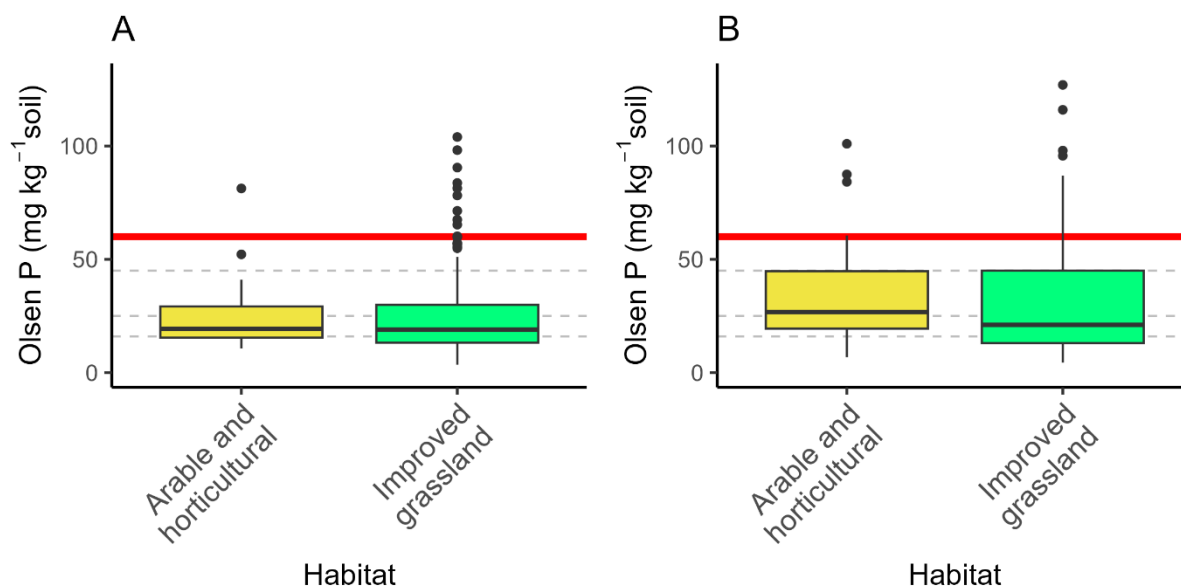 A
Olsen P (mg kg⁻¹soil)
100
50
0
Arable and
horticultural
Improved
grassland
Habitat
B
Olsen P (mg kg⁻¹soil)
100
50
0
Arable and
horticultural
Improved
grassland
Habitat